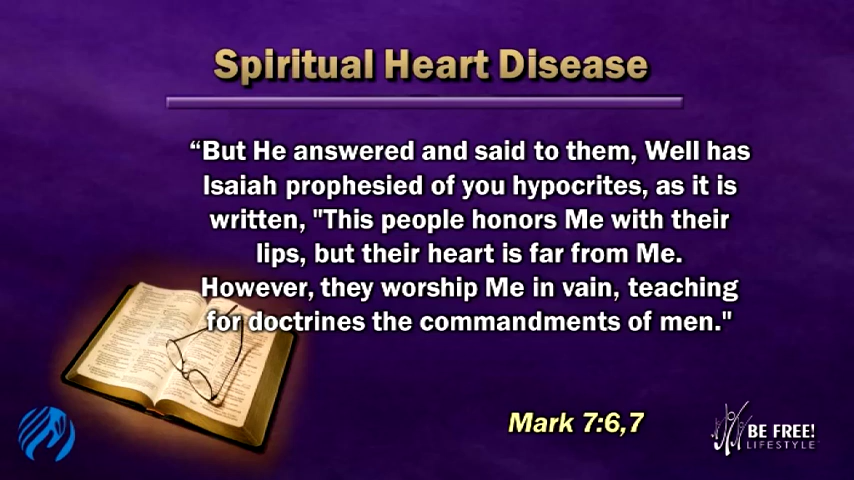 Spiritual Heart Disease
“But He answered and said to them, Well has
Isaiah prophesied of you hypocrites, as it is
written, "This people honors Me with their
lips, but their heart is far from Me.
However, they worship Me in vain, teaching
for doctrines the commandments of men."
Mark 7:6,7
BE FREE!
LIFESTYLE